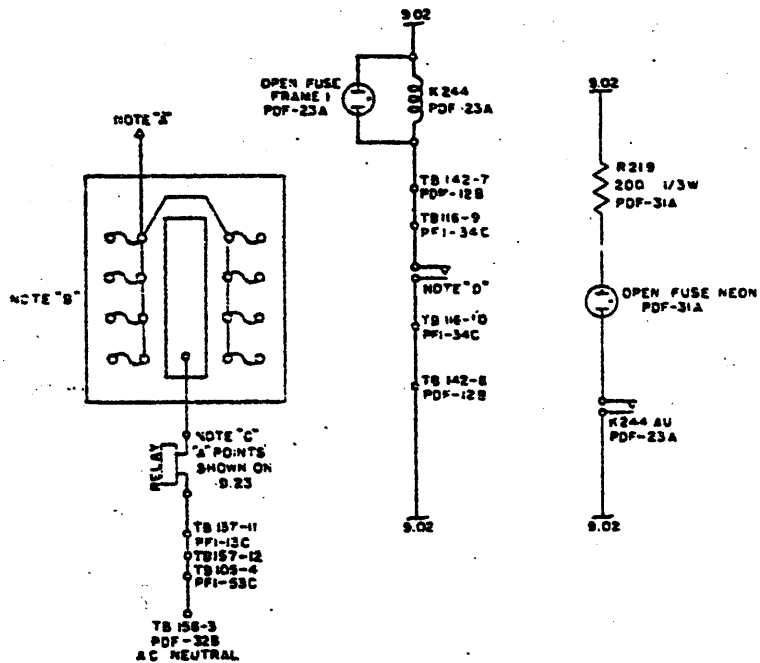 NOTE "A"
NOTE "B"
NOTE "C"
"A" POINTS
SHOWN ON
9.23
RELAY
TB 137-11
PF1-13C
TB157-12
TB105-4
PF1-53C
TB 156-3
PDF-32B
AC NEUTRAL
9.02
OPEN FUSE
FRAME 1
PDF-23A
K244
PDF-23A
TB 142-7
PDF-12B
TB116-9
PF1-34C
NOTE "D"
TB 116-10
PF1-34C
TB 142-8
PDF-12B
9.02
9.02
R219
200 1/3W
PDF-31A
OPEN FUSE NEON
PDF-31A
K244 AU
PDF-23A
9.02